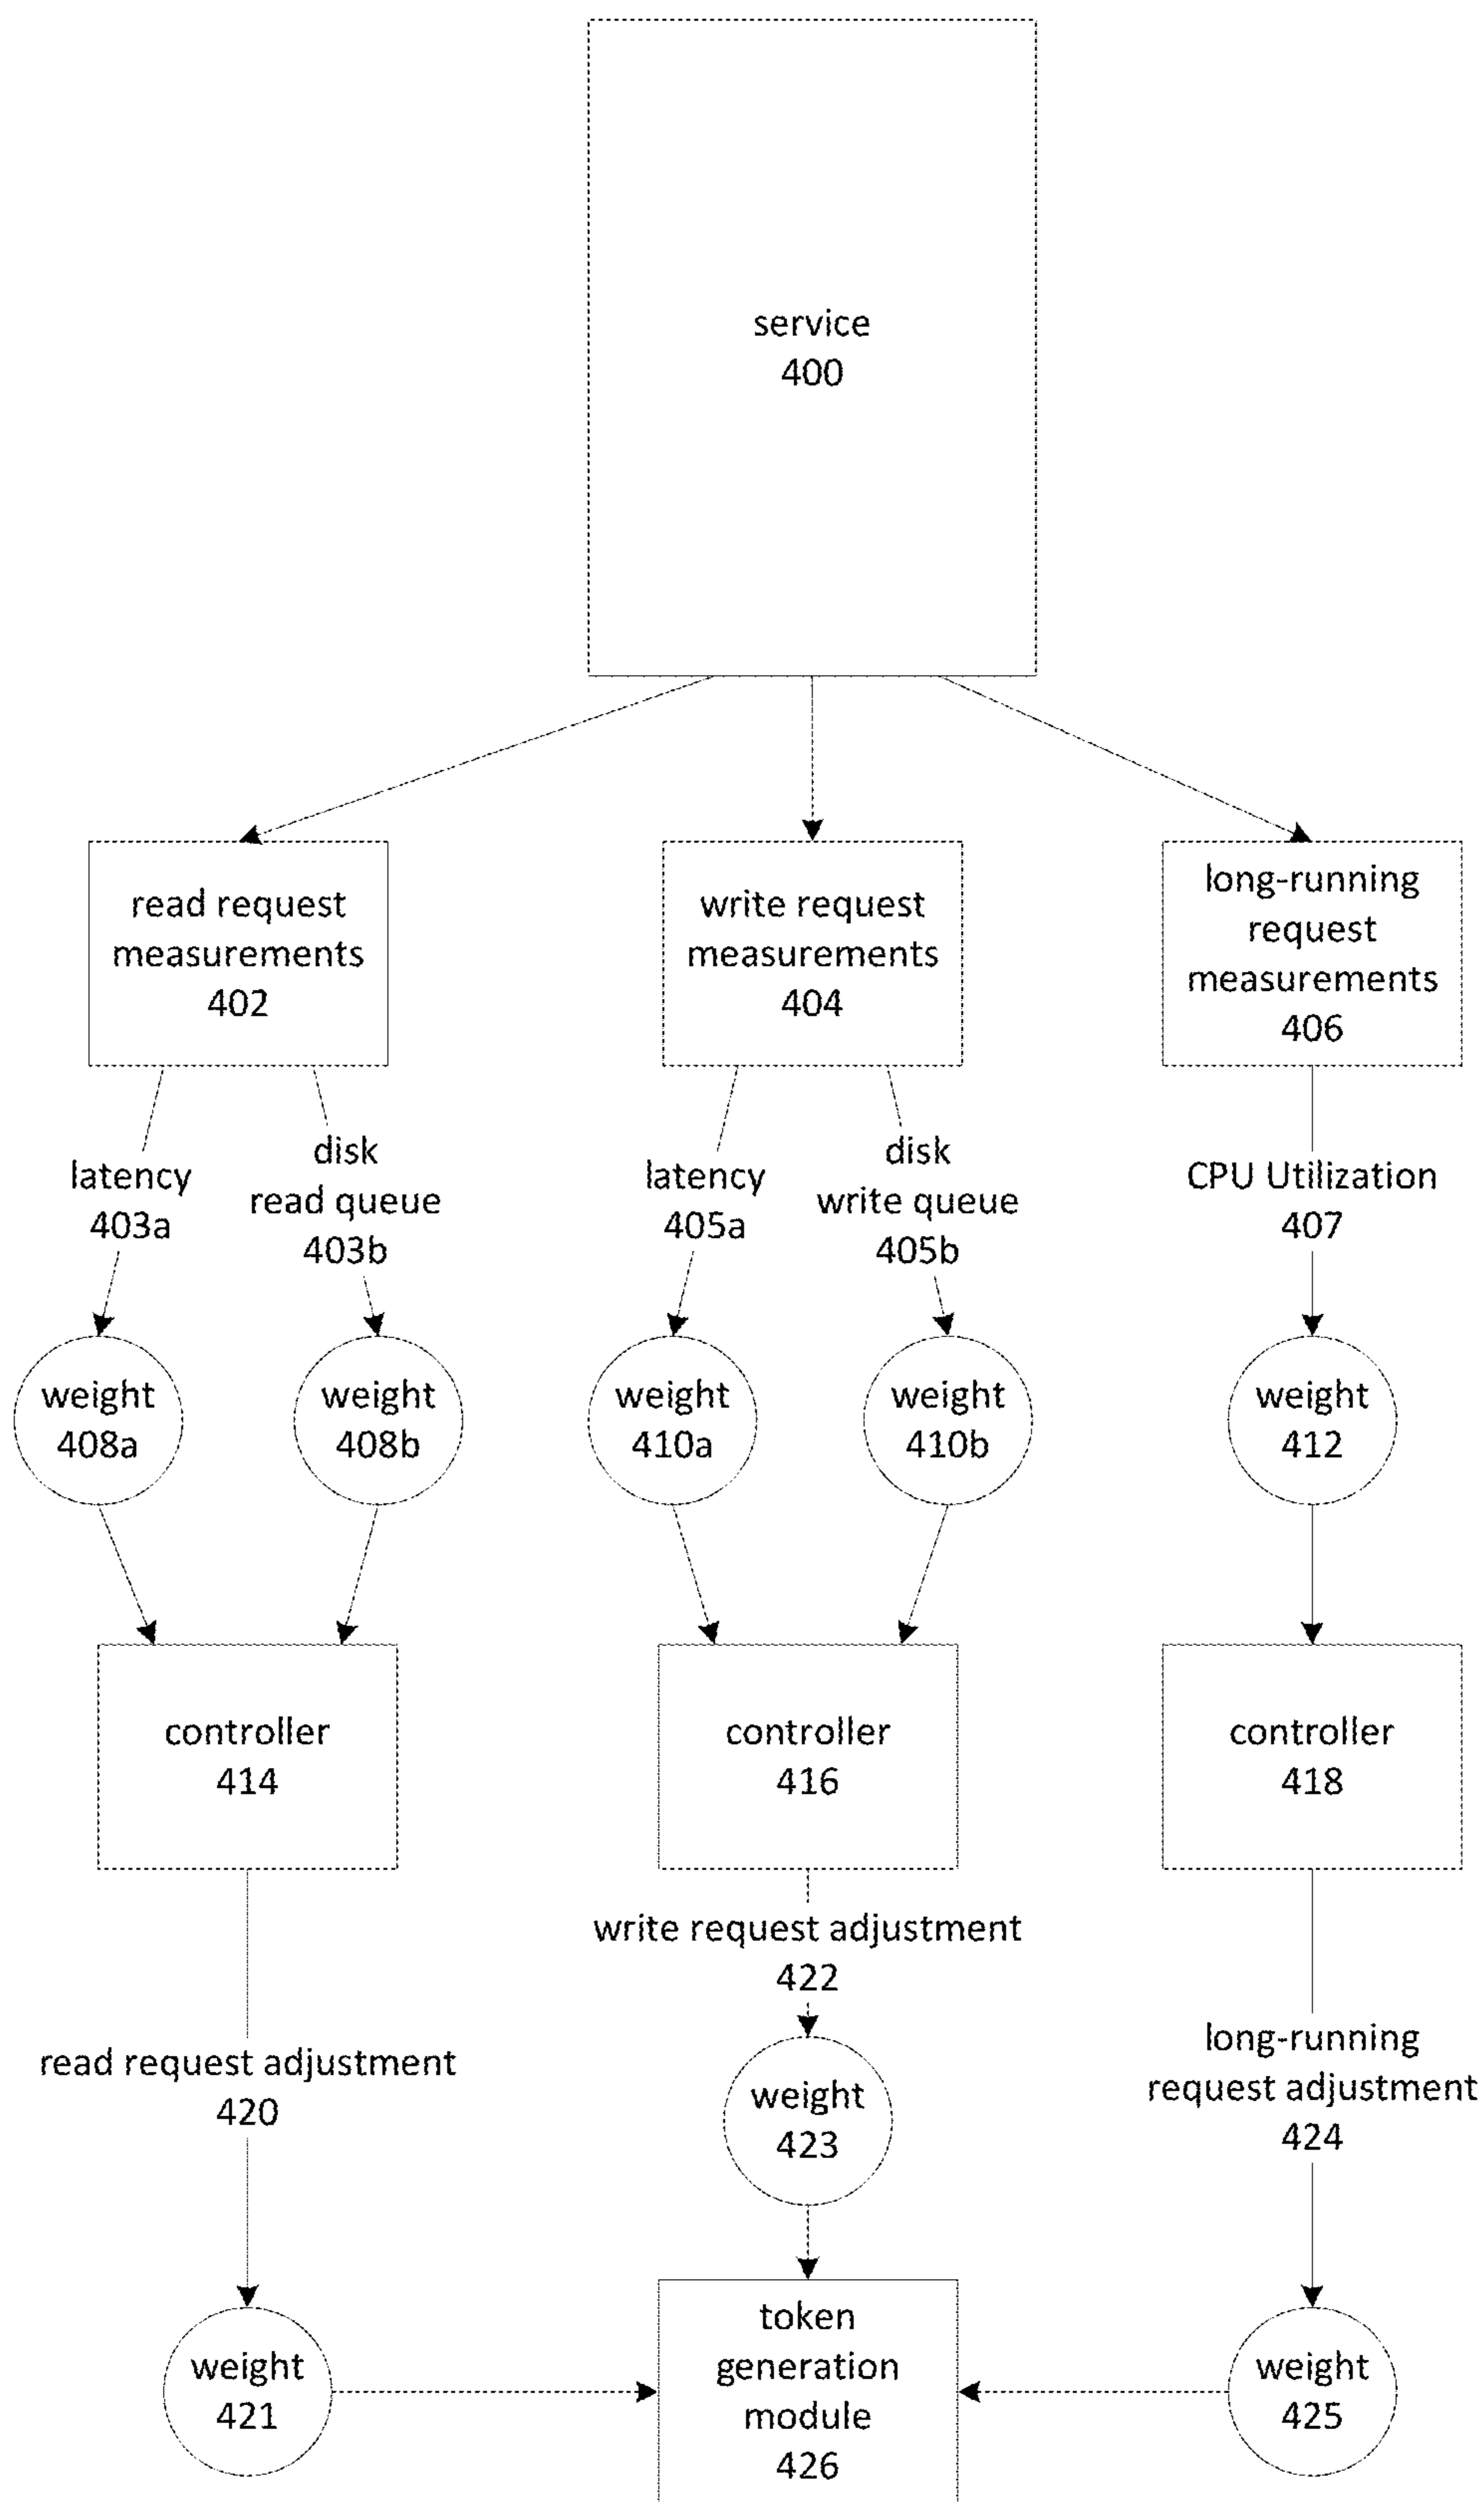 service
400
read request
measurements
402
write request
measurements
404
long-running
request
measurements
406
latency
403a
disk
read queue
403b
latency
405a
disk
write queue
405b
CPU Utilization
407
weight
408a
weight
408b
weight
410a
weight
410b
weight
412
controller
414
controller
416
controller
418
write request adjustment
422
read request adjustment
420
long-running
request adjustment
424
weight
423
weight
421
token
generation
module
426
weight
425